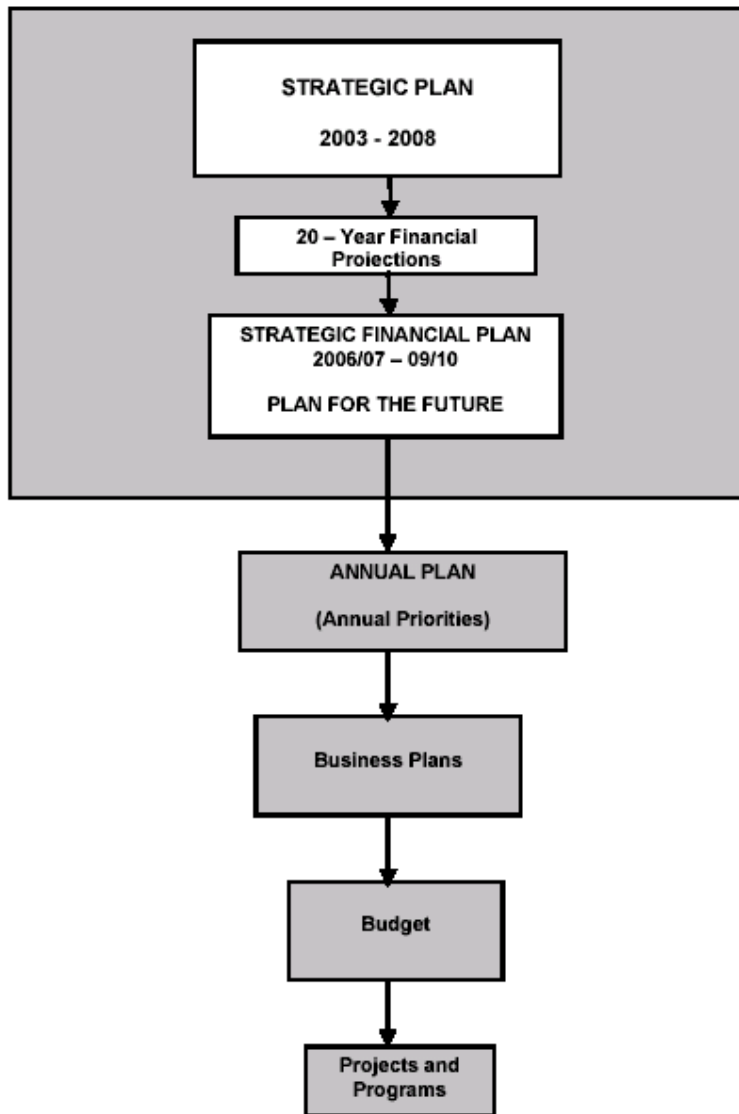 STRATEGIC PLAN
2003 - 2008
20 – Year Financial
Projections
STRATEGIC FINANCIAL PLAN
2006/07 – 09/10
PLAN FOR THE FUTURE
ANNUAL PLAN
(Annual Priorities)
Business Plans
Budget
Projects and
Programs